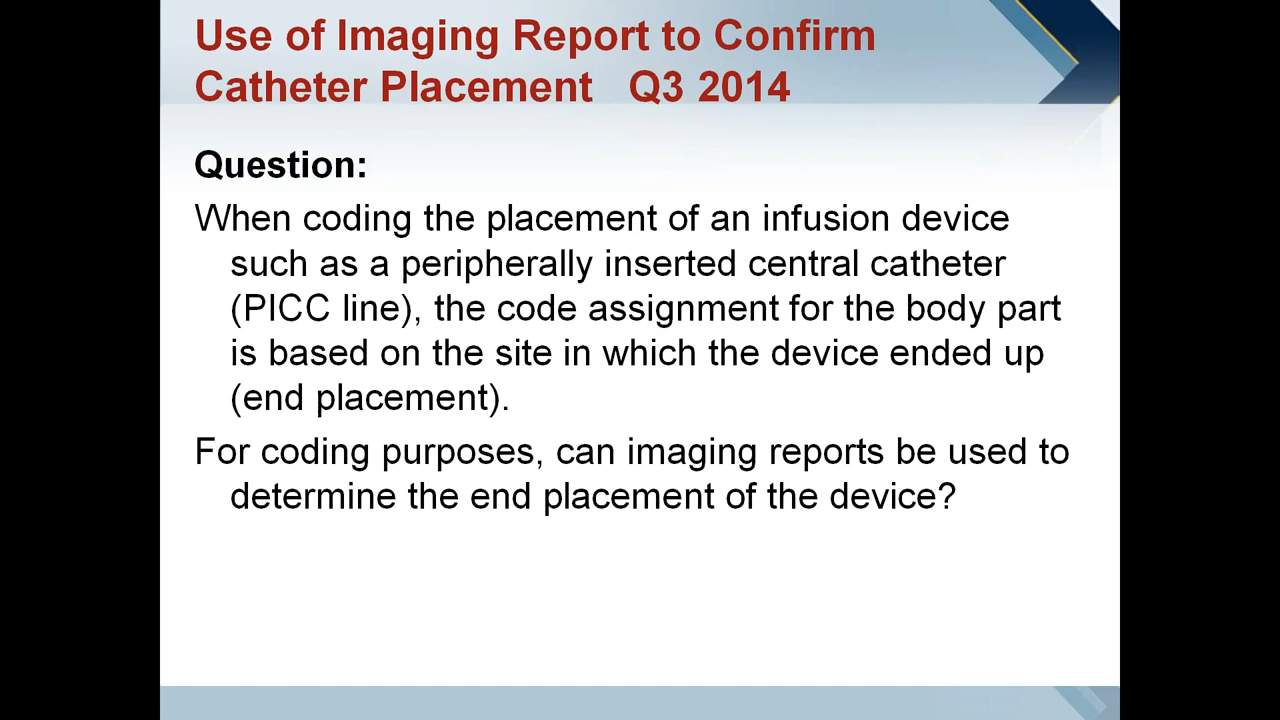 Use of Imaging Report to Confirm
Catheter Placement Q3 2014
Question:
When coding the placement of an infusion device
such as a peripherally inserted central catheter
(PICC line), the code assignment for the body part
is based on the site in which the device ended up
(end placement).
For coding purposes, can imaging reports be used to
determine the end placement of the device?